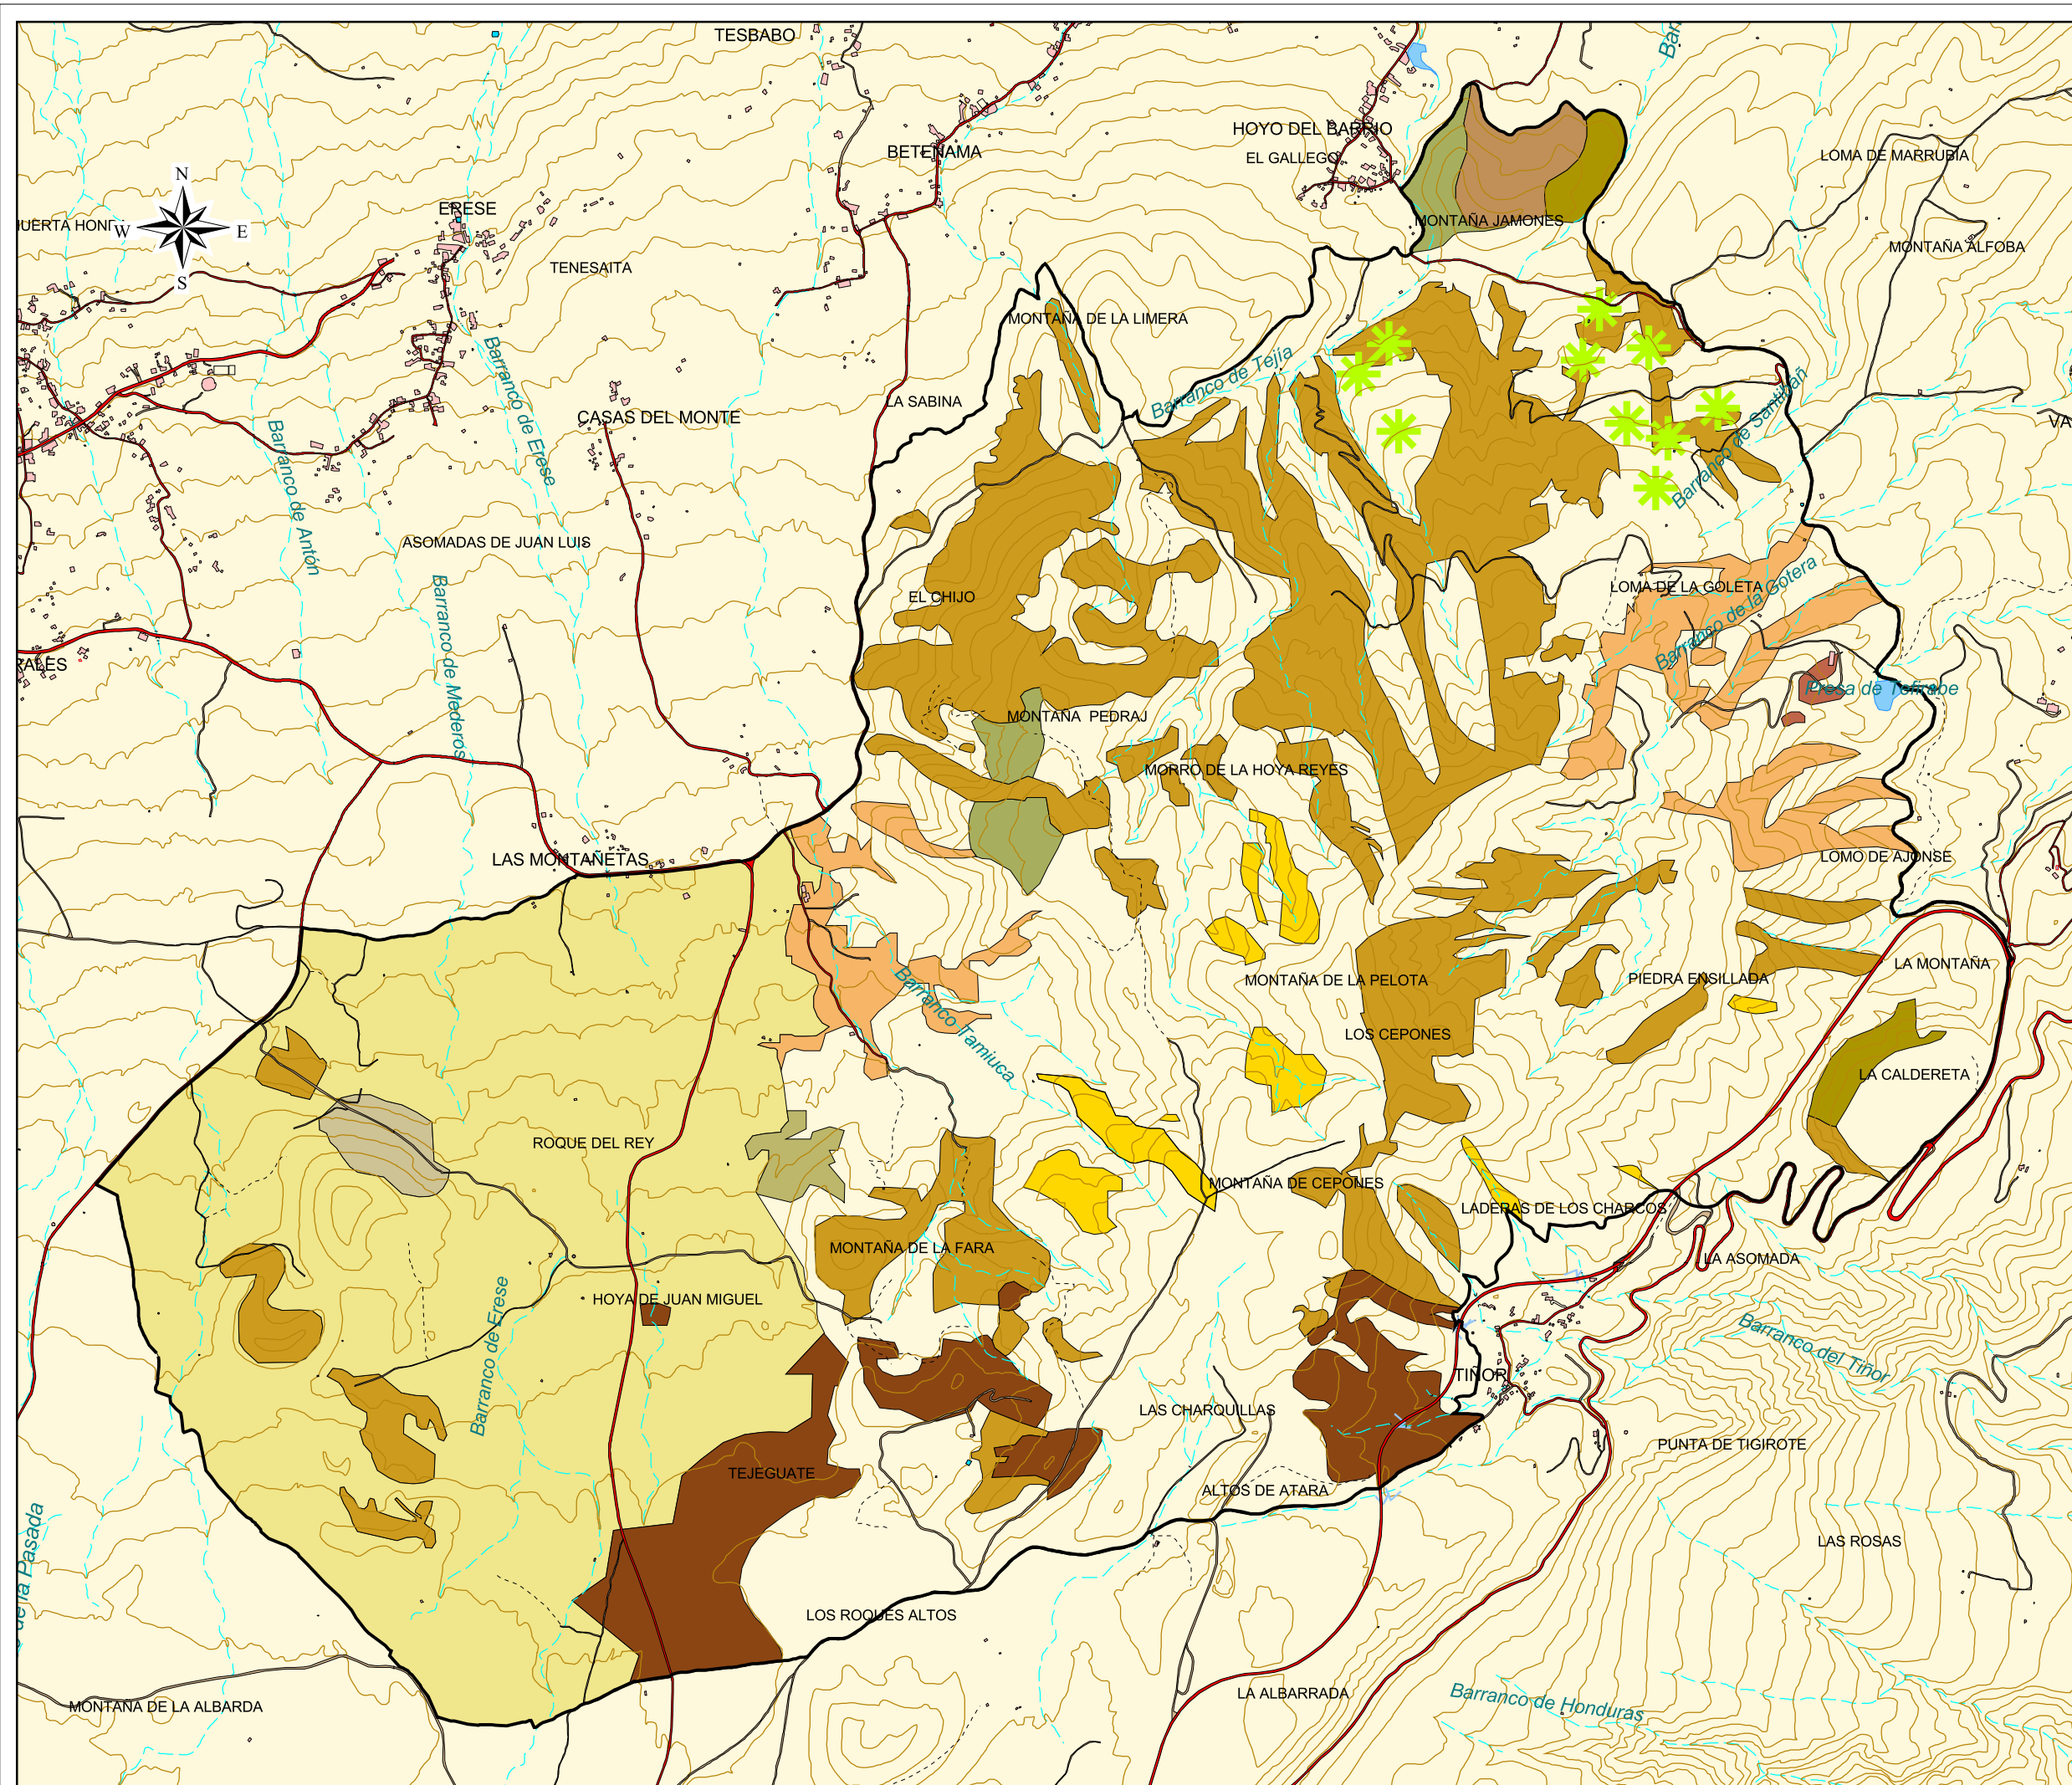 TESBABO
Bar
HOYO DEL BARRIO
BETENAMA
EL GALLEGO
LOMA DE MARRUBIA
N
W
E
S
ERESE
MONTAÑA JAMONES
MONTAÑA ALFOBA
TENESAITA
MONTAÑA DE LA LIMERA
Barranco de Erese
Barranco de Tejía
LA SABINA
CASAS DEL MONTE
VA
Barranco de Antón
ASOMADAS DE JUAN LUIS
EL CHIJO
LOMA DE LA GOLETA
Barranco de la Gotera
Barranco de Mederos
RALES
Presa de Tefirabe
MONTAÑA PEDRAJ
MORRO DE LA HOYA REYES
LAS MONTAÑETAS
LOMO DE AJONSE
LA MONTAÑA
Barranco Tamiuca
MONTAÑA DE LA PELOTA
PIEDRA ENSILLADA
LOS CEPONES
LA CALDERETA
ROQUE DEL REY
MONTAÑA DE CEPONES
LADERAS DE LOS CHARCOS
MONTAÑA DE LA FARA
LA ASOMADA
HOYA DE JUAN MIGUEL
Barranco de Erese
Barranco del Tiñor
TIÑOR
LAS CHARQUILLAS
PUNTA DE TIGIROTE
TEJEGUATE
ALTOS DE ATARA
de la Pasada
LAS ROSAS
LOS ROQUES ALTOS
MONTAÑA DE LA ALBARDA
LA ALBARRADA
Barranco de Honduras